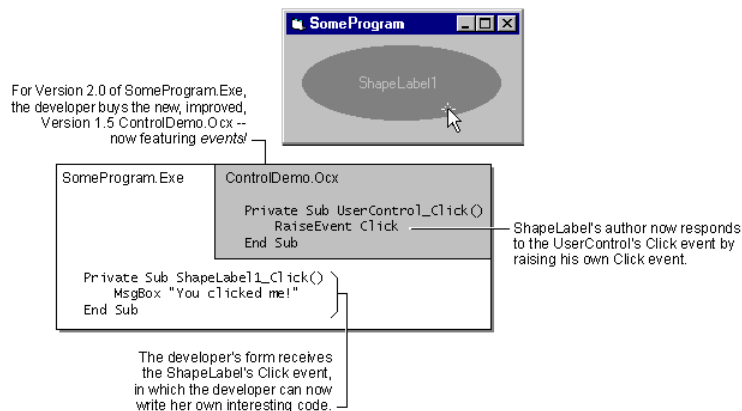 SomeProgram
ShapeLabel1
For Version 2.0 of SomeProgram.Exe,
the developer buys the new, improved,
Version 1.5 ControlDemo.Ocx --
now featuring events!
SomeProgram.Exe
ControlDemo.Ocx
Private Sub UserControl_Click()
RaiseEvent Click
End Sub
ShapeLabel's author now responds
to the UserControl's Click event by
raising his own Click event.
Private Sub ShapeLabel1_Click()
MsgBox "You clicked me!"
End Sub
The developer's form receives
the ShapeLabel's Click event,
in which the developer can now
write her own interesting code.